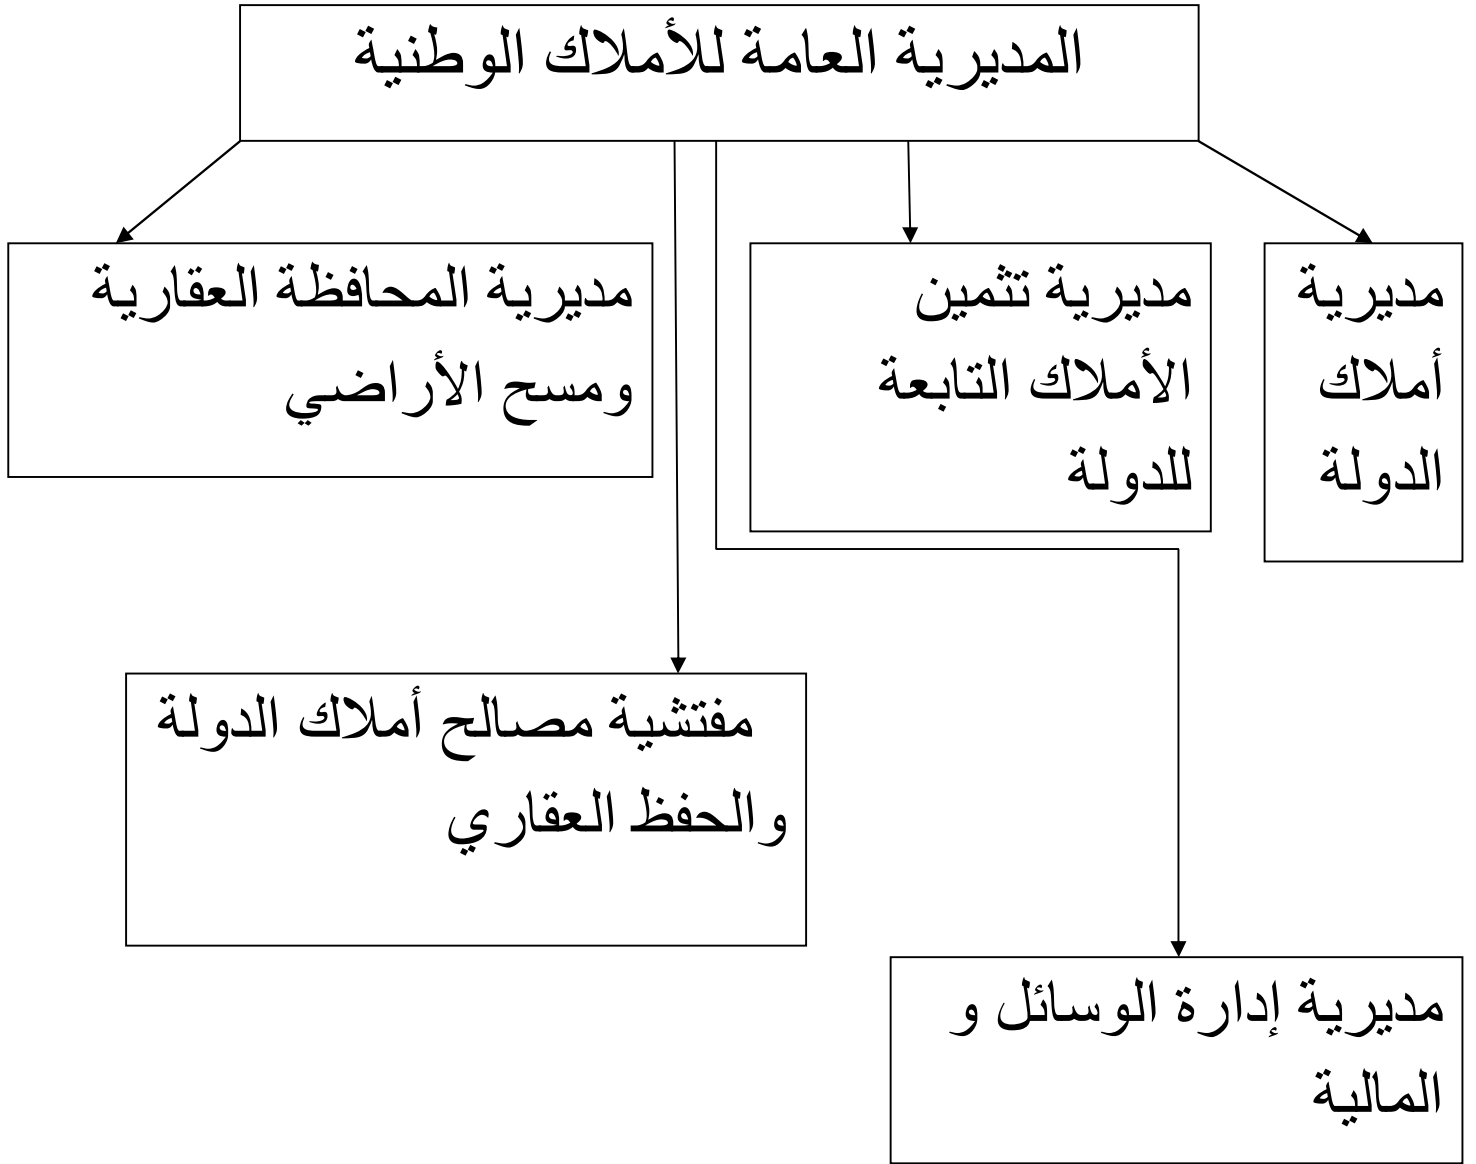 المديرية العامة للأملاك الوطنية
مديرية
أملاك
الدولة
مديرية تثمين
الأملاك التابعة
للدولة
مديرية المحافظة العقارية
ومسح الأراضي
مفتشية مصالح أملاك الدولة
والحفظ العقاري
مديرية إدارة الوسائل و
المالية